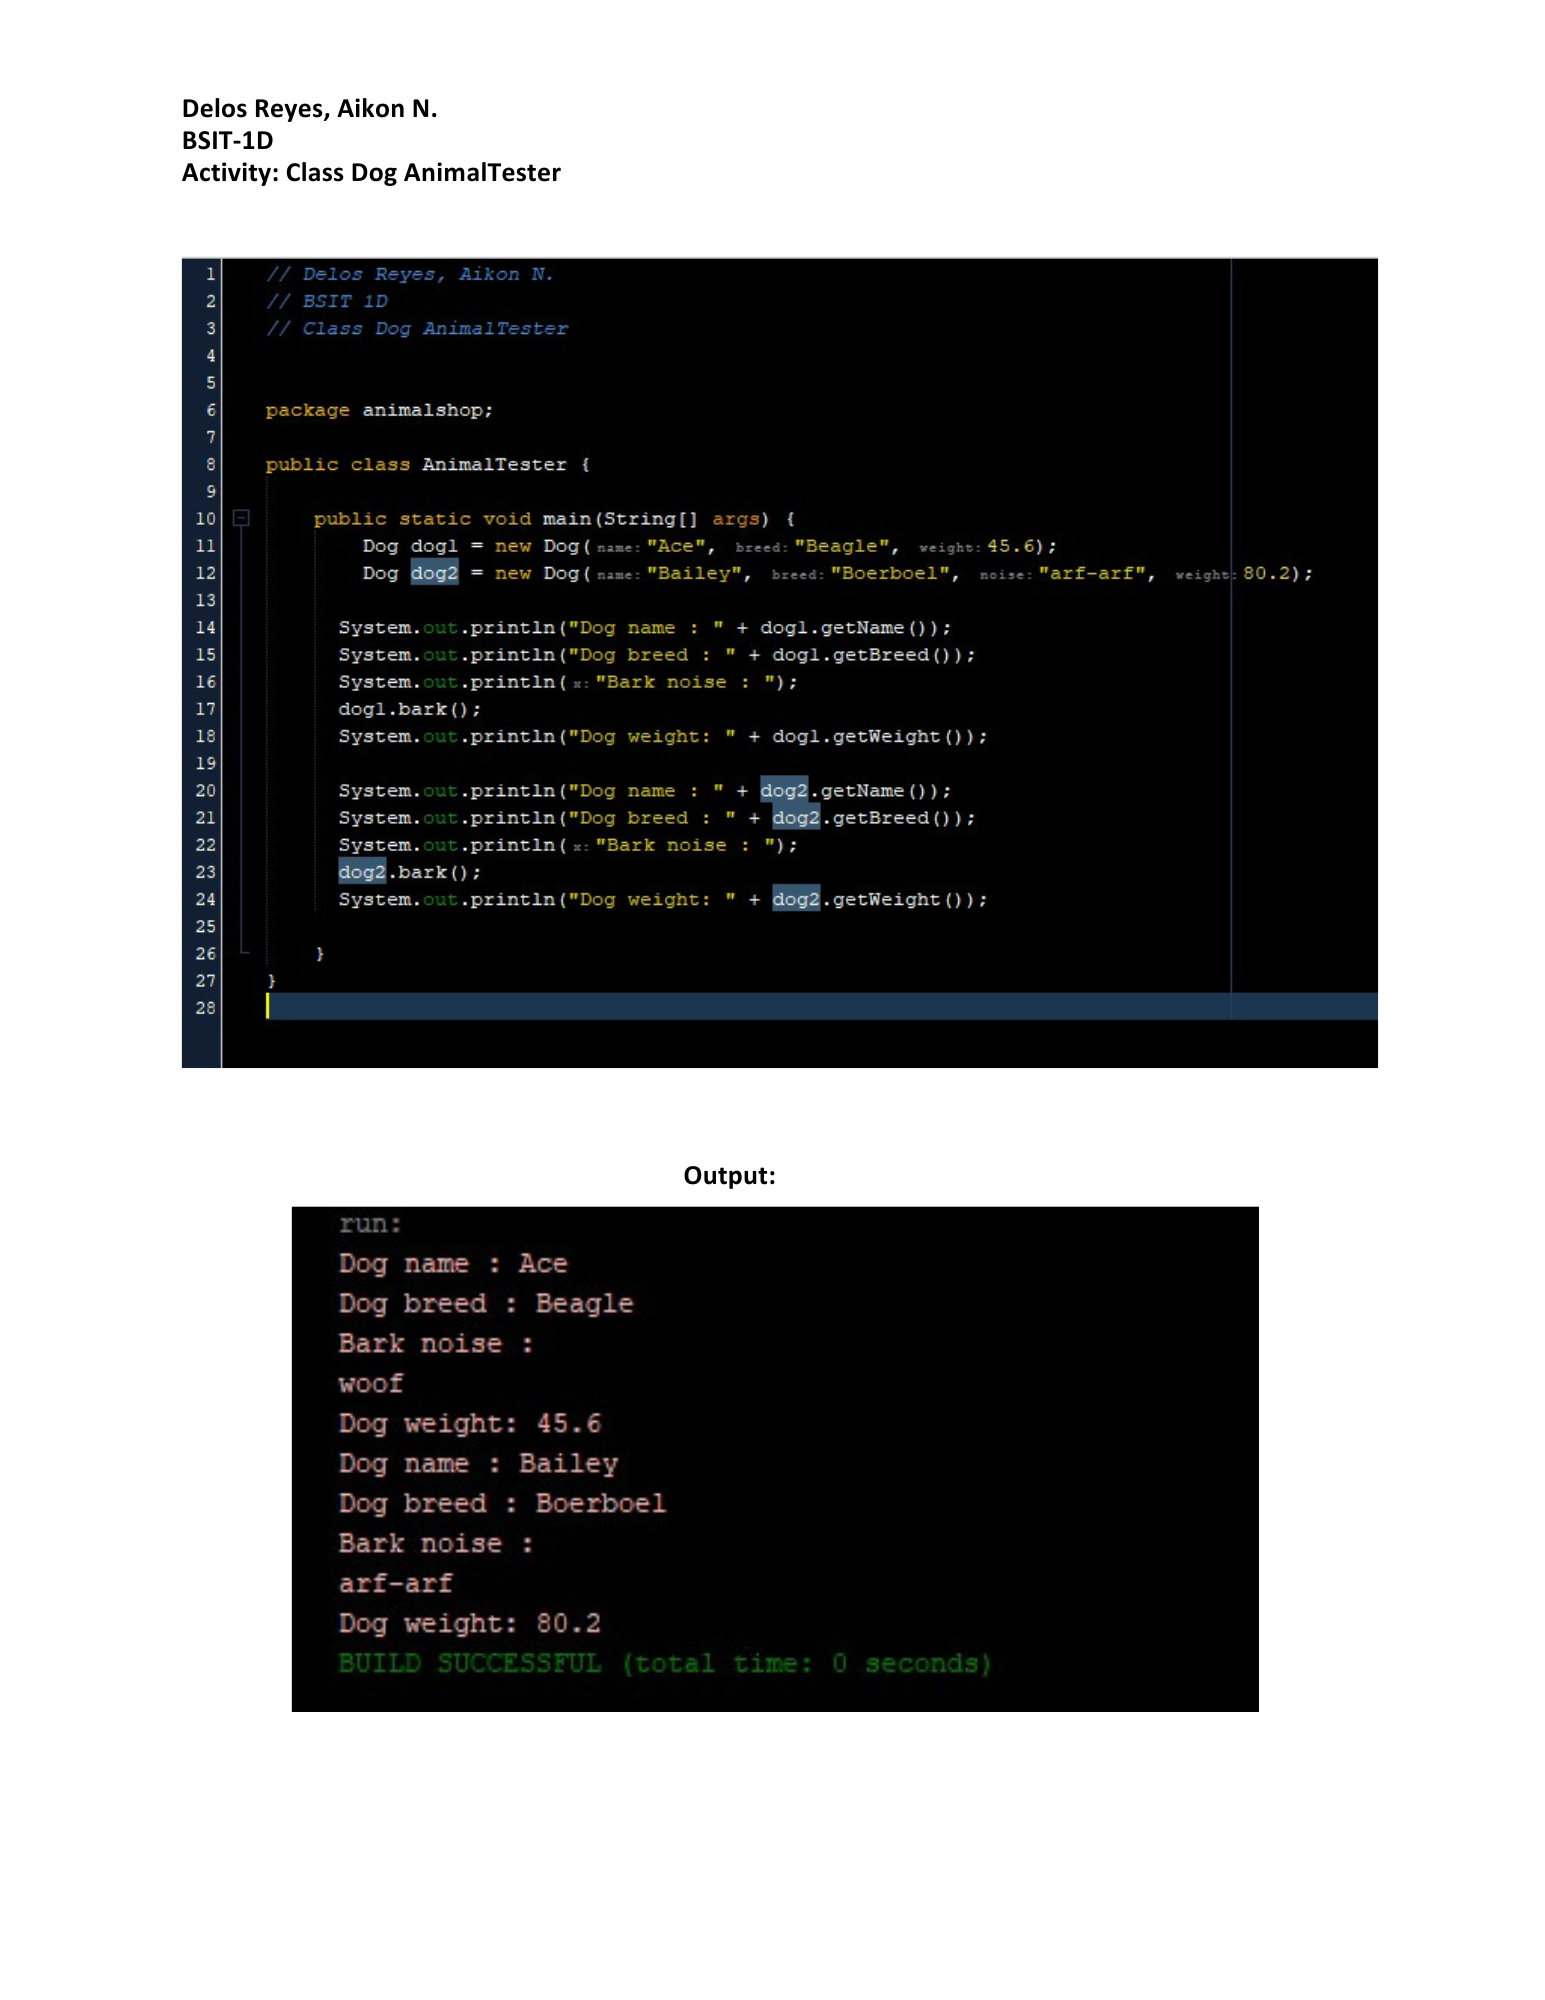 Delos Reyes, Aikon N.
BSIT-1D
Activity: Class Dog AnimalTester
1 // Delos Reyes, Aikon N.
2 // BSIT 1D
3 // Class Dog AnimalTester
4
5
6 package animalshop;
7
8 public class AnimalTester {
9
10 public static void main(String[] args) {
11 Dog dog1 = new Dog( name: "Ace", breed: "Beagle", weight: 45.6);
12 Dog dog2 = new Dog( name: "Bailey", breed: "Boerboel", noise: "arf-arf", weight: 80.2);
13
14 System.out.println("Dog name : " + dog1.getName());
15 System.out.println("Dog breed : " + dog1.getBreed());
16 System.out.println( x: "Bark noise : ");
17 dog1.bark();
18 System.out.println("Dog weight: " + dog1.getWeight());
19
20 System.out.println("Dog name : " + dog2.getName());
21 System.out.println("Dog breed : " + dog2.getBreed());
22 System.out.println( x: "Bark noise : ");
23 dog2.bark();
24 System.out.println("Dog weight: " + dog2.getWeight());
25
26 }
27 }
28
Output:
run:
Dog name : Ace
Dog breed : Beagle
Bark noise :
woof
Dog weight: 45.6
Dog name : Bailey
Dog breed : Boerboel
Bark noise :
arf-arf
Dog weight: 80.2
BUILD SUCCESSFUL (total time: 0 seconds)